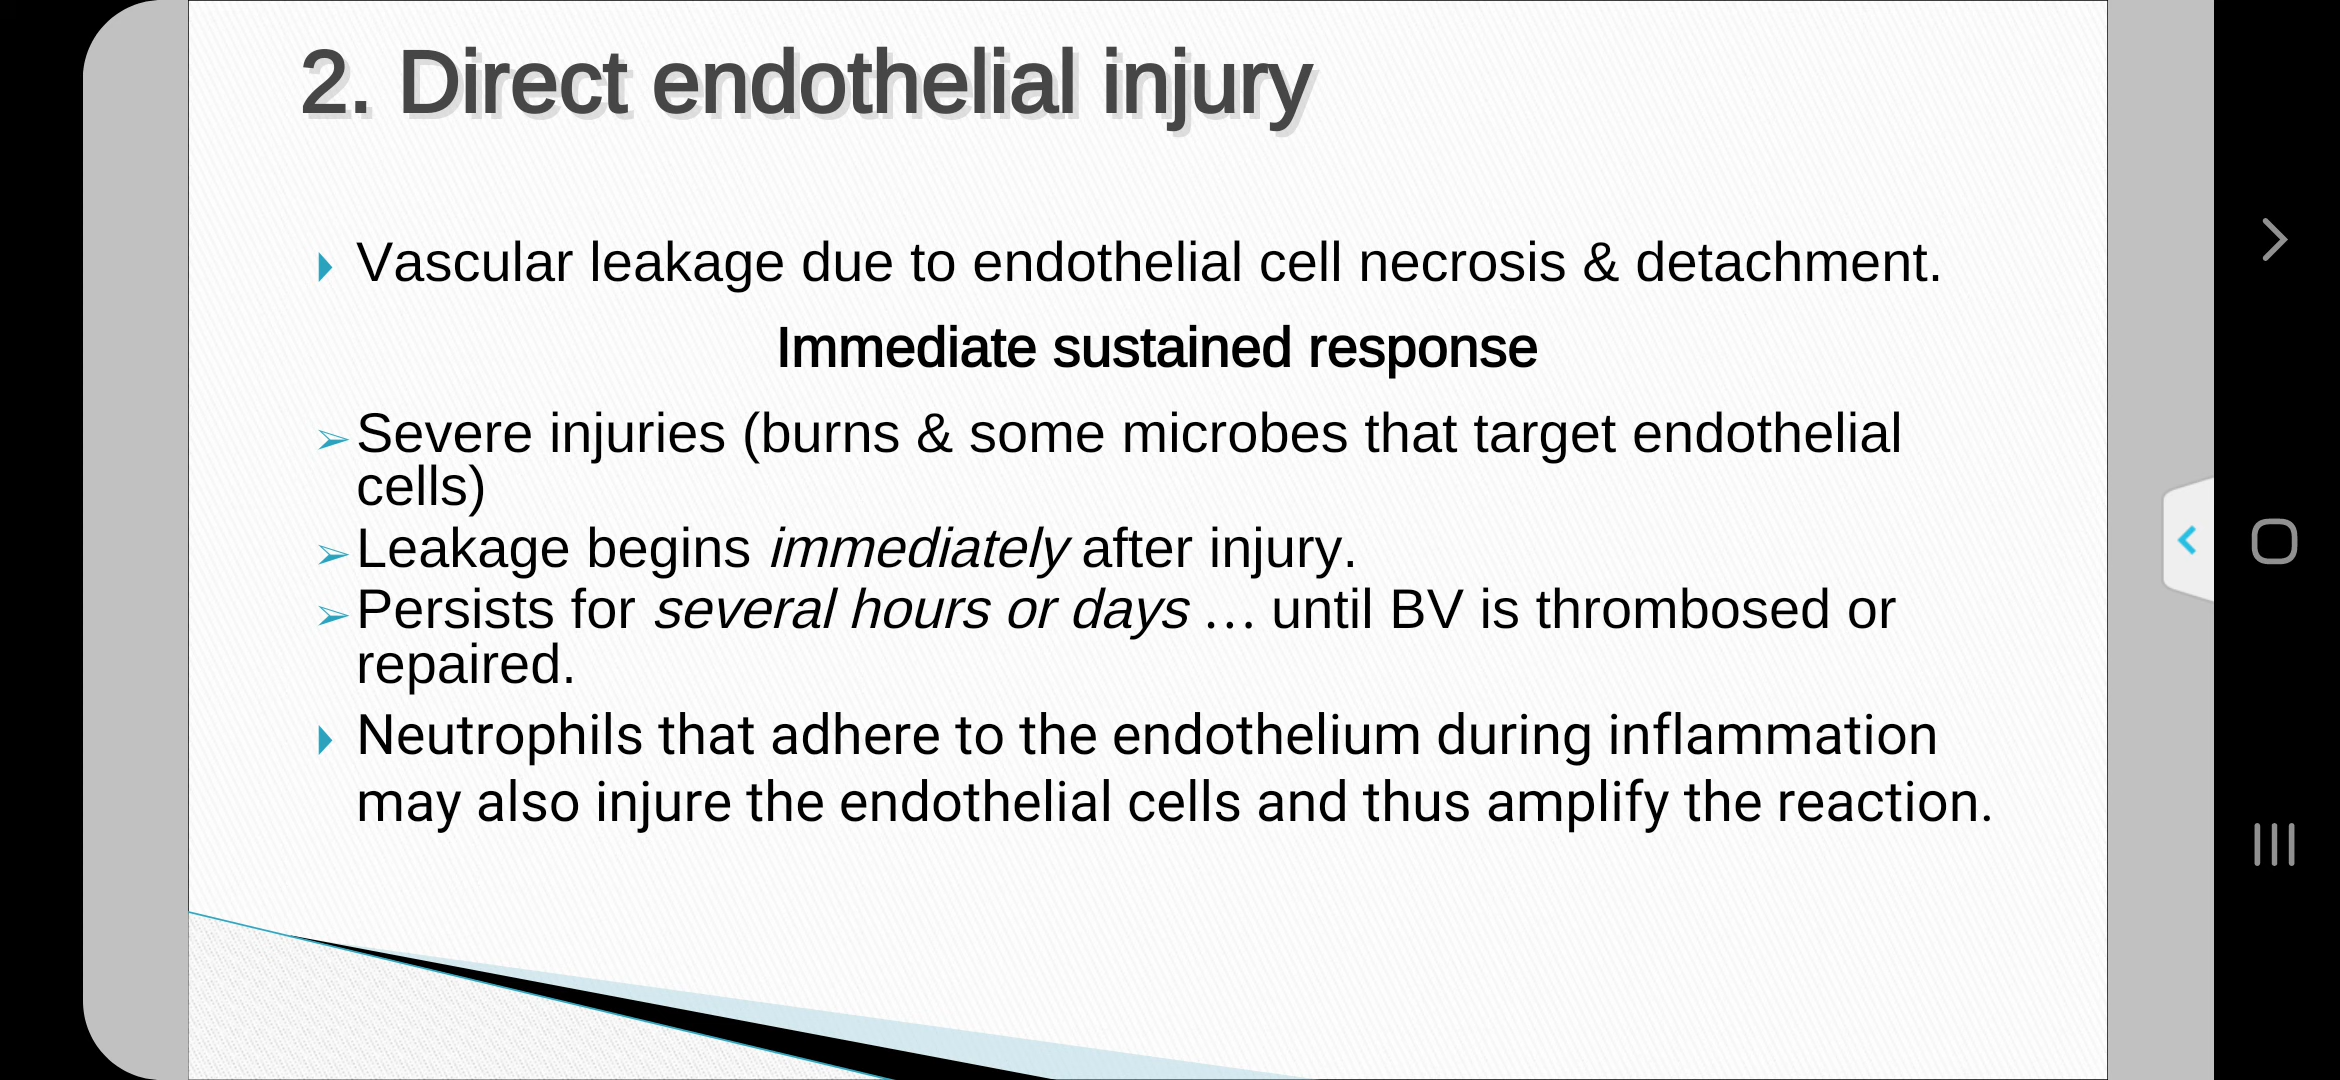 2. Direct endothelial injury
Vascular leakage due to endothelial cell necrosis & detachment.
Immediate sustained response
Severe injuries (burns & some microbes that target endothelial
cells)
Leakage begins immediately after injury.
Persists for several hours or days … until BV is thrombosed or
repaired.
Neutrophils that adhere to the endothelium during inflammation
may also injure the endothelial cells and thus amplify the reaction.